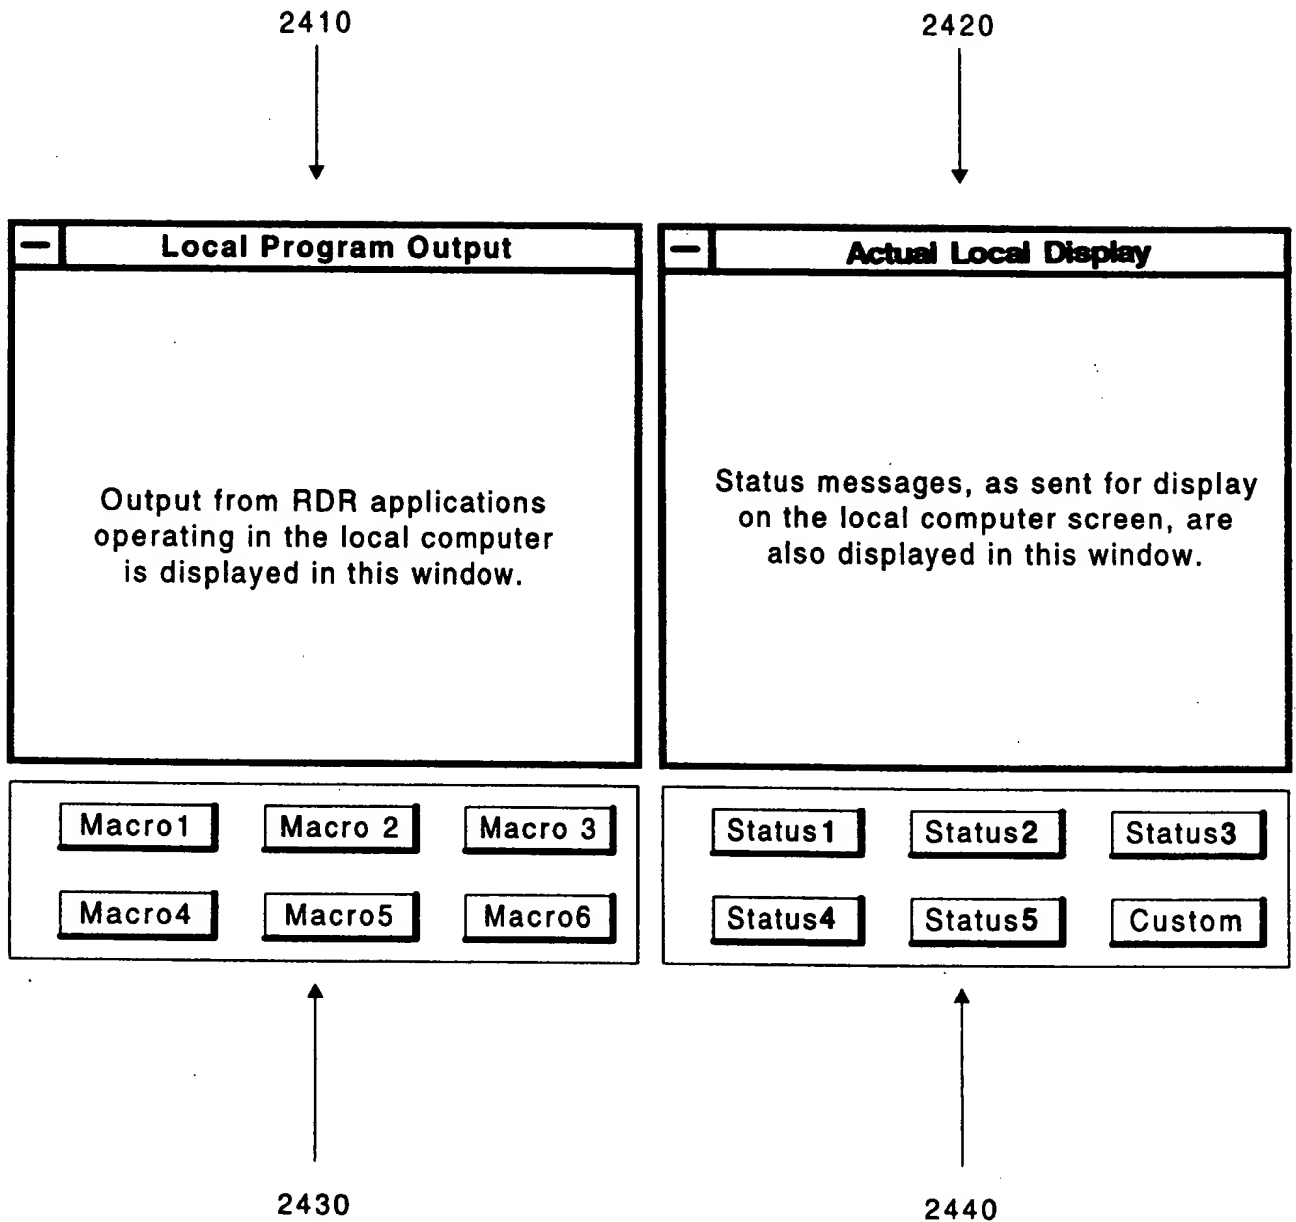 2410
2420
Local Program Output
Actual Local Display
Output from RDR applications
operating in the local computer
is displayed in this window.
Status messages, as sent for display
on the local computer screen, are
also displayed in this window.
Macro1 Macro 2 Macro 3
Macro4 Macro5 Macro6
Status1 Status2 Status3
Status4 Status5 Custom
2430
2440